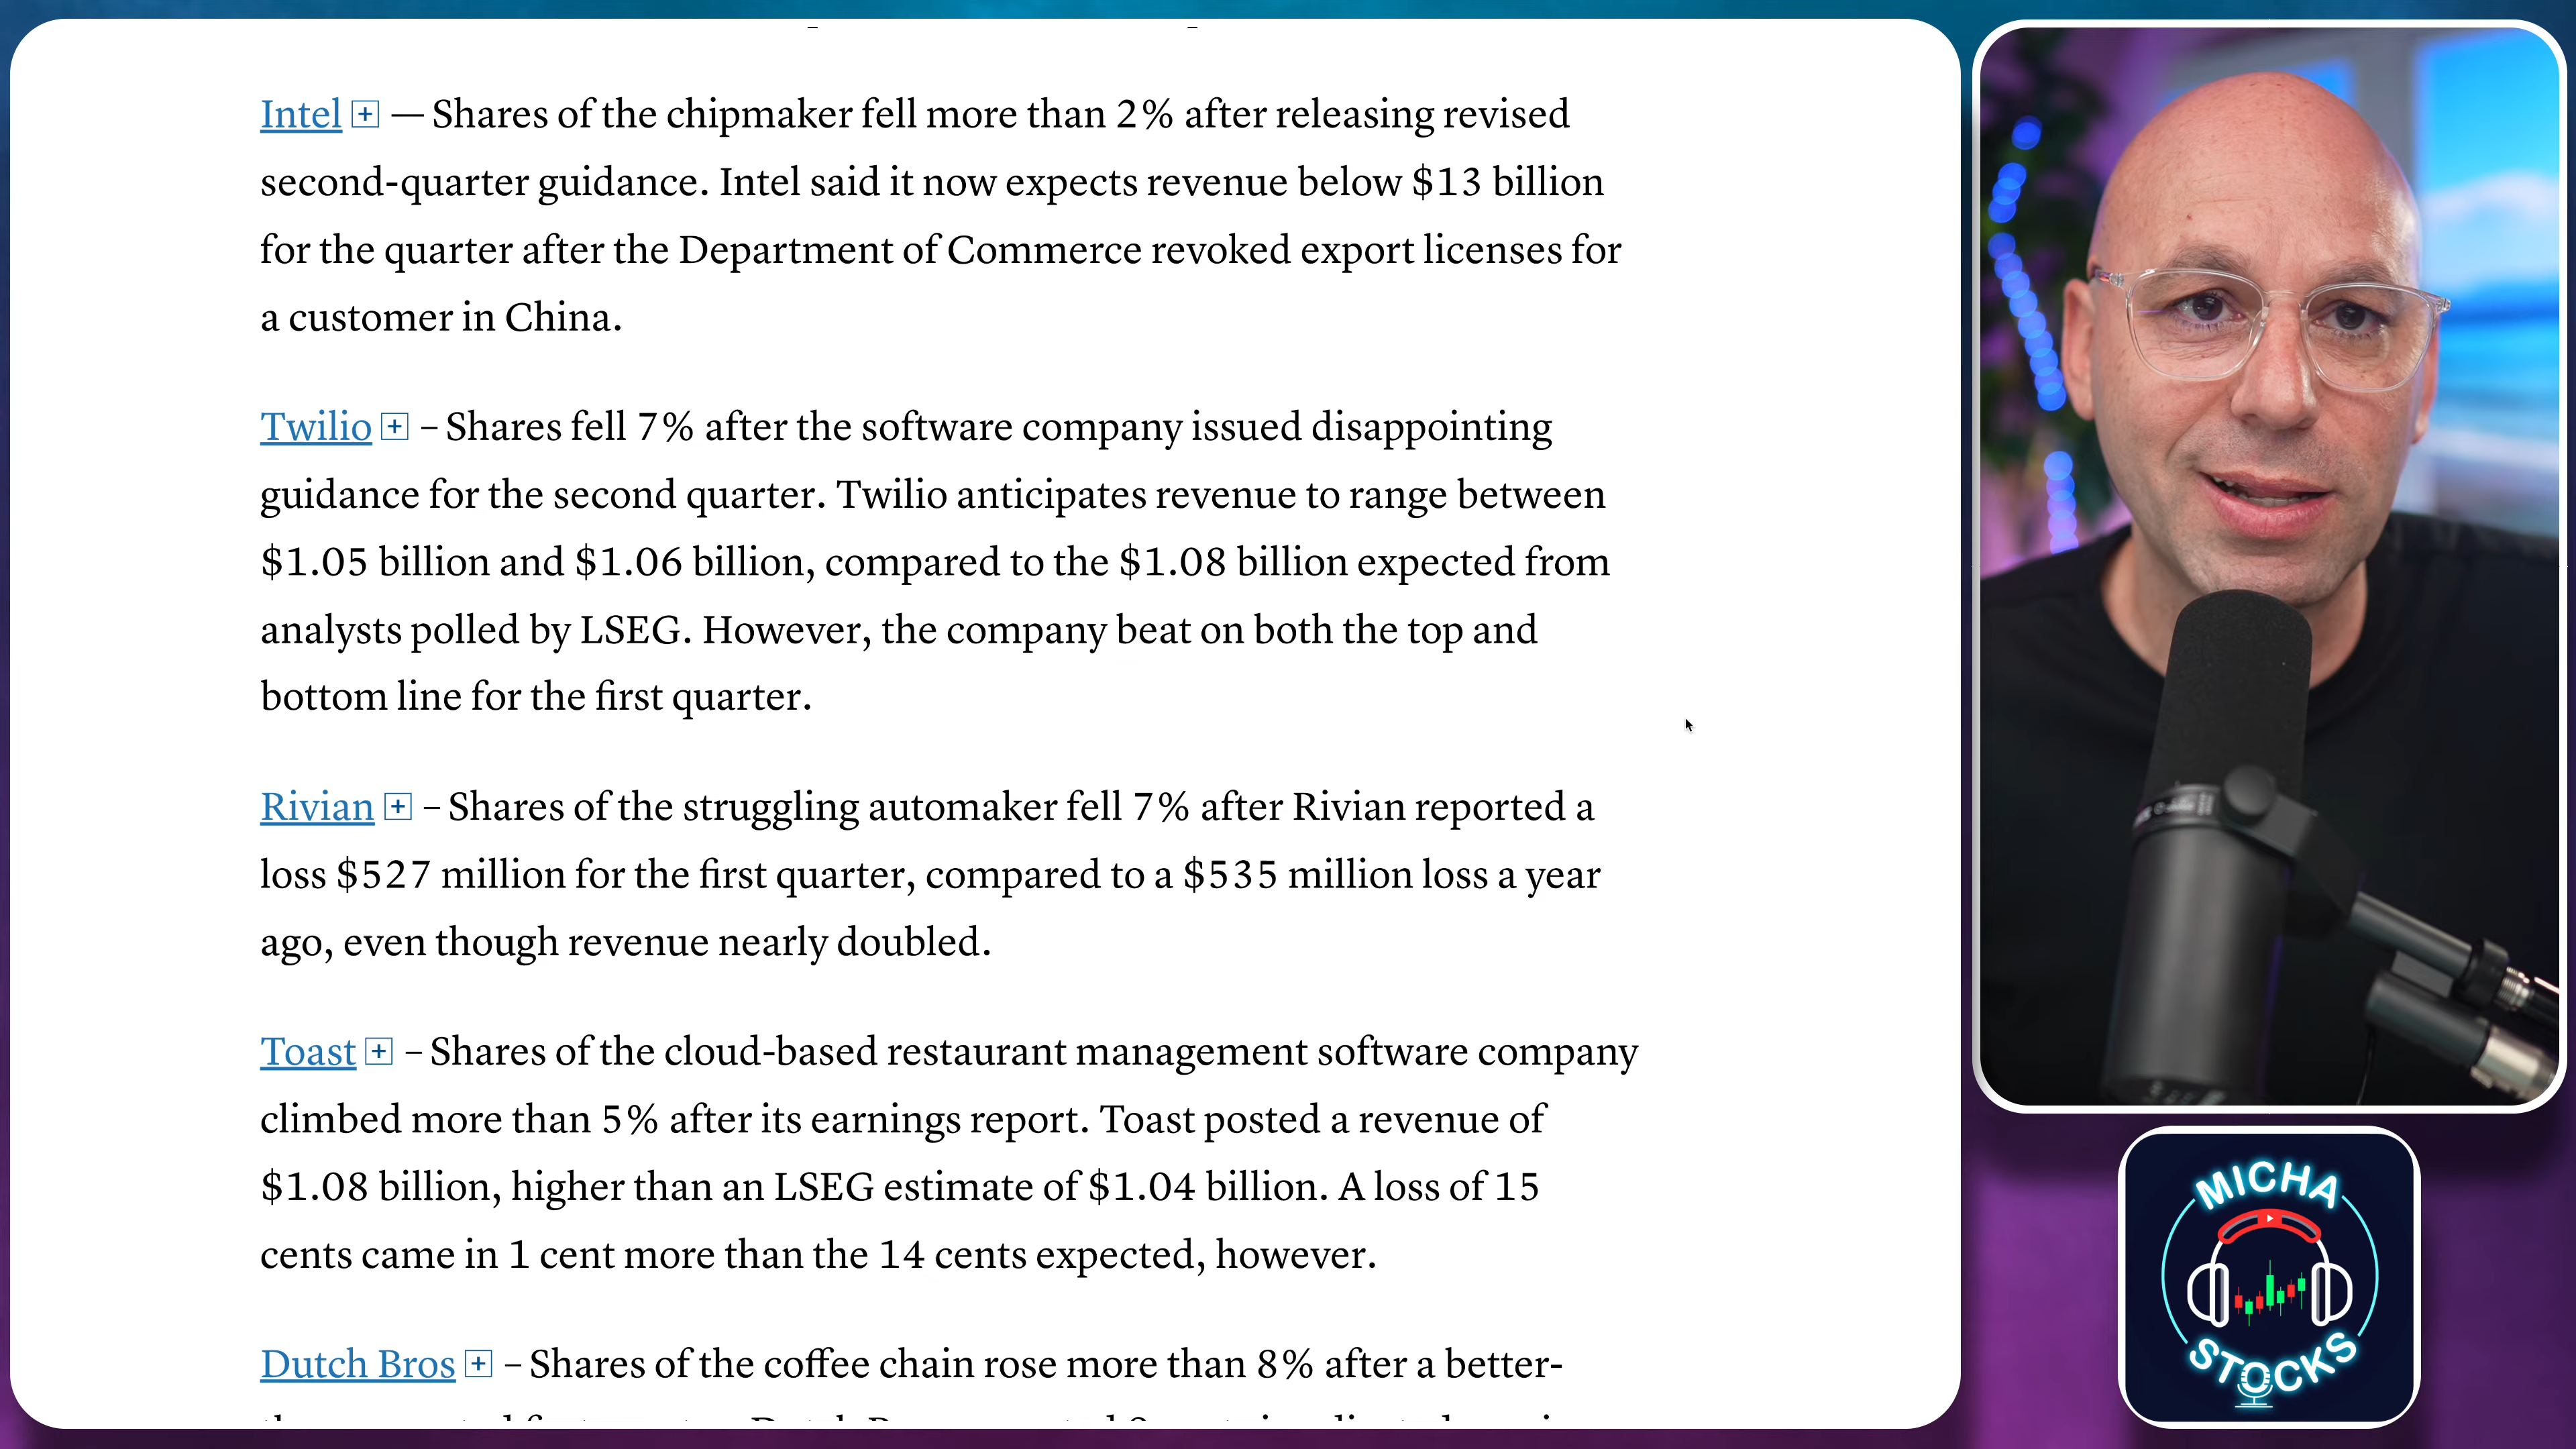 Intel + — Shares of the chipmaker fell more than 2% after releasing revised
second-quarter guidance. Intel said it now expects revenue below $13 billion
for the quarter after the Department of Commerce revoked export licenses for
a customer in China.
Twilio + – Shares fell 7% after the software company issued disappointing
guidance for the second quarter. Twilio anticipates revenue to range between
$1.05 billion and $1.06 billion, compared to the $1.08 billion expected from
analysts polled by LSEG. However, the company beat on both the top and
bottom line for the first quarter.
Rivian + – Shares of the struggling automaker fell 7% after Rivian reported a
loss $527 million for the first quarter, compared to a $535 million loss a year
ago, even though revenue nearly doubled.
Toast + – Shares of the cloud-based restaurant management software company
climbed more than 5% after its earnings report. Toast posted a revenue of
$1.08 billion, higher than an LSEG estimate of $1.04 billion. A loss of 15
cents came in 1 cent more than the 14 cents expected, however.
Dutch Bros + – Shares of the coffee chain rose more than 8% after a better-
MICHA
STOCKS